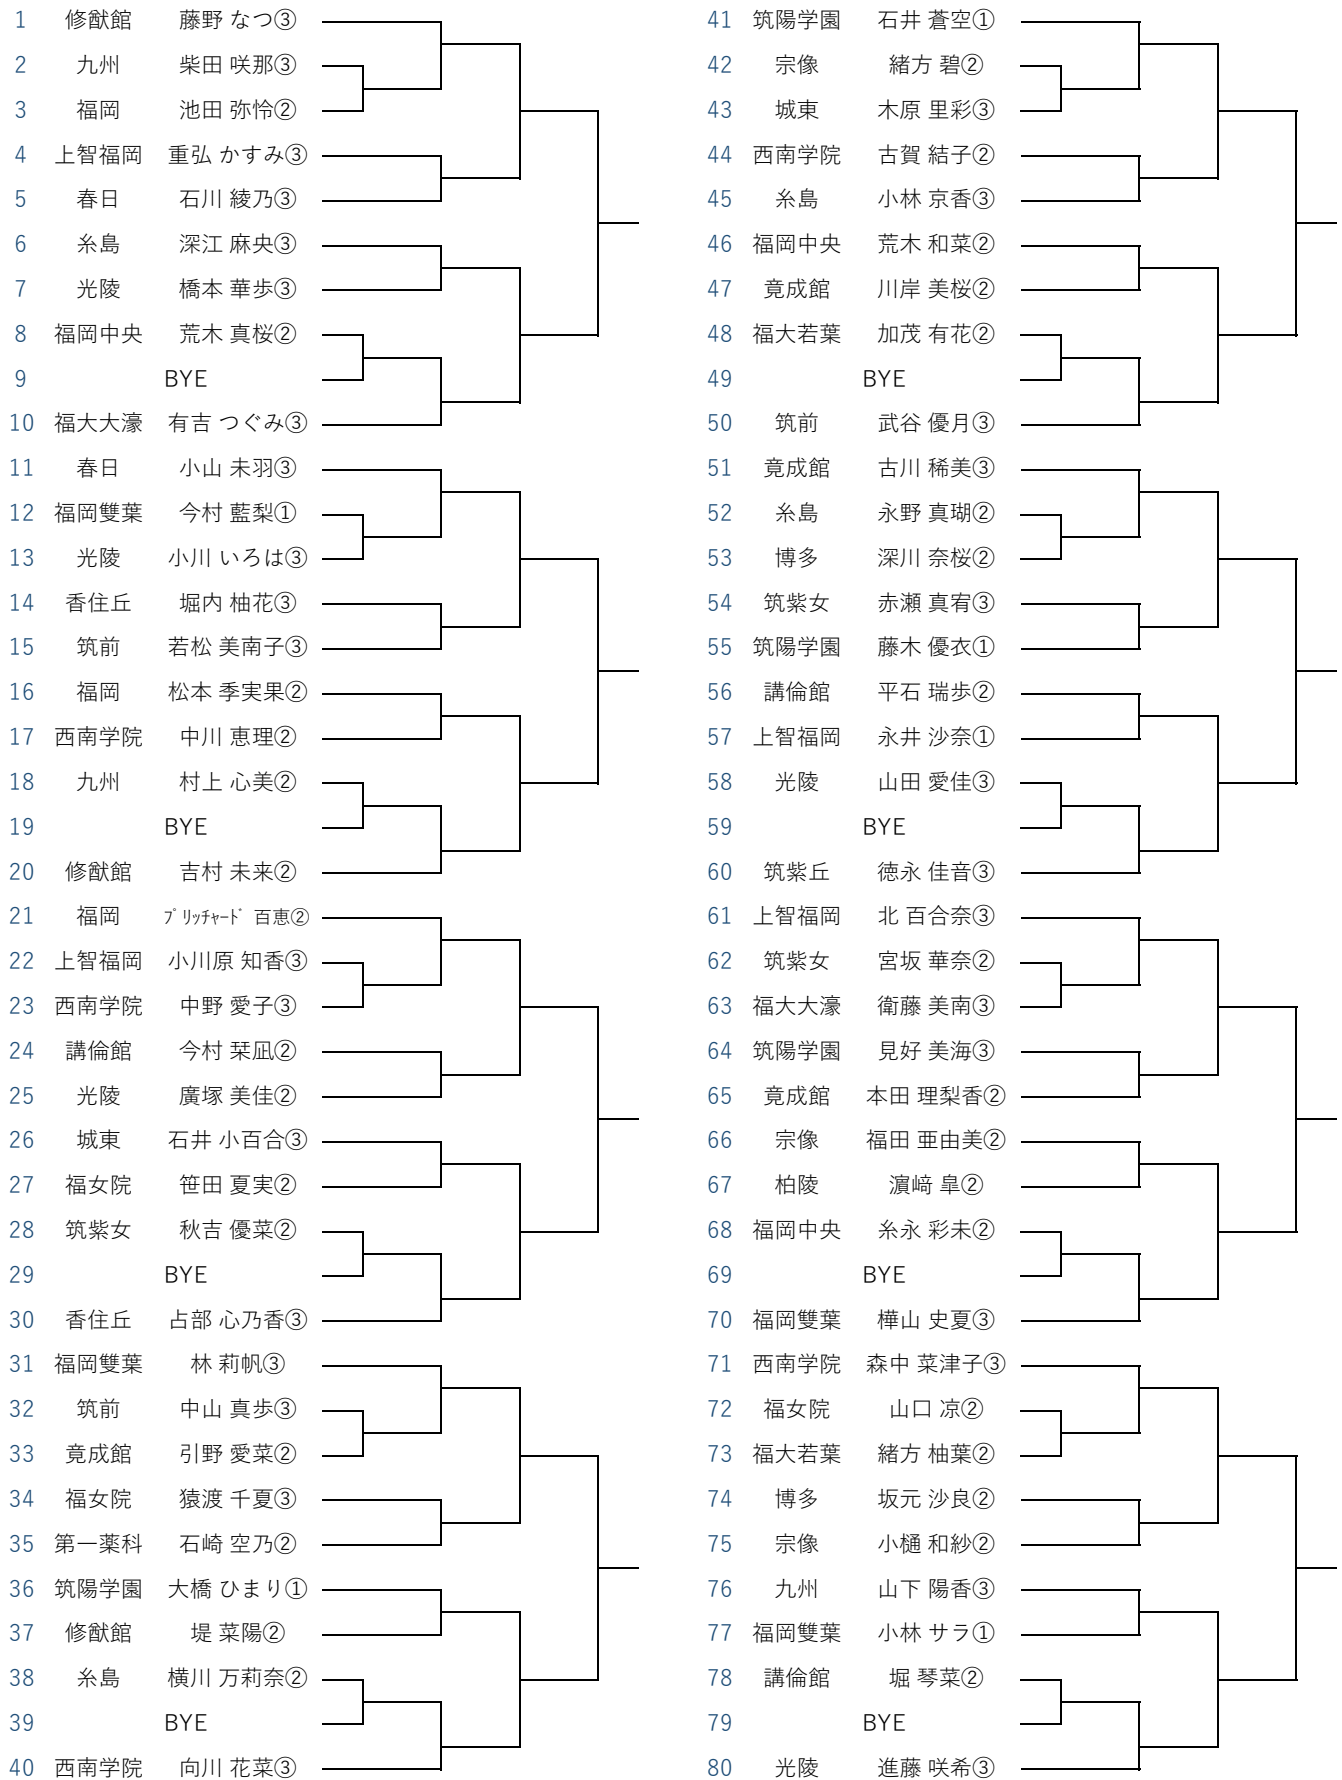 1 修猷館 藤野 なつ③
2 九州 柴田 咲那③
3 福岡 池田 弥怜②
4 上智福岡 重弘 かすみ③
5 春日 石川 綾乃③
6 糸島 深江 麻央③
7 光陵 橋本 華歩③
8 福岡中央 荒木 真桜②
9 BYE
10 福大大濠 有吉 つぐみ③
11 春日 小山 未羽③
12 福岡雙葉 今村 藍梨①
13 光陵 小川 いろは③
14 香住丘 堀内 柚花③
15 筑前 若松 美南子③
16 福岡 松本 季実果②
17 西南学院 中川 恵理②
18 九州 村上 心美②
19 BYE
20 修猷館 吉村 未来②
21 福岡 プリッチャード 百恵②
22 上智福岡 小川原 知香③
23 西南学院 中野 愛子③
24 講倫館 今村 栞凪②
25 光陵 廣塚 美佳②
26 城東 石井 小百合③
27 福女院 笹田 夏実②
28 筑紫女 秋吉 優菜②
29 BYE
30 香住丘 占部 心乃香③
31 福岡雙葉 林 莉帆③
32 筑前 中山 真歩③
33 竟成館 引野 愛菜②
34 福女院 猿渡 千夏③
35 第一薬科 石崎 空乃②
36 筑陽学園 大橋 ひまり①
37 修猷館 堤 菜陽②
38 糸島 横川 万莉奈②
39 BYE
40 西南学院 向川 花菜③
41 筑陽学園 石井 蒼空①
42 宗像 緒方 碧②
43 城東 木原 里彩③
44 西南学院 古賀 結子②
45 糸島 小林 京香③
46 福岡中央 荒木 和菜②
47 竟成館 川岸 美桜②
48 福大若葉 加茂 有花②
49 BYE
50 筑前 武谷 優月③
51 竟成館 古川 稀美③
52 糸島 永野 真瑚②
53 博多 深川 奈桜②
54 筑紫女 赤瀬 真宥③
55 筑陽学園 藤木 優衣①
56 講倫館 平石 瑞歩②
57 上智福岡 永井 沙奈①
58 光陵 山田 愛佳③
59 BYE
60 筑紫丘 徳永 佳音③
61 上智福岡 北 百合奈③
62 筑紫女 宮坂 華奈②
63 福大大濠 衛藤 美南③
64 筑陽学園 見好 美海③
65 竟成館 本田 理梨香②
66 宗像 福田 亜由美②
67 柏陵 濵﨑 皐②
68 福岡中央 糸永 彩未②
69 BYE
70 福岡雙葉 樺山 史夏③
71 西南学院 森中 菜津子③
72 福女院 山口 凉②
73 福大若葉 緒方 柚葉②
74 博多 坂元 沙良②
75 宗像 小樋 和紗②
76 九州 山下 陽香③
77 福岡雙葉 小林 サラ①
78 講倫館 堀 琴菜②
79 BYE
80 光陵 進藤 咲希③